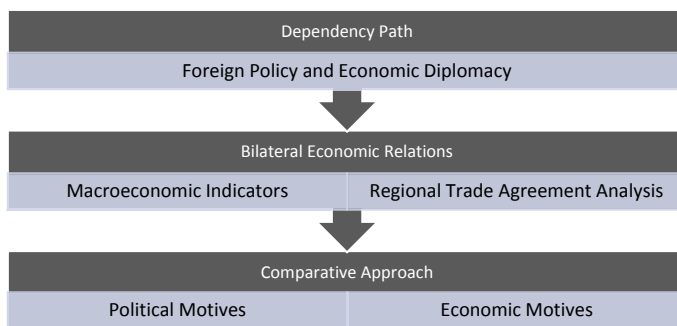 Dependency Path
Foreign Policy and Economic Diplomacy
Bilateral Economic Relations
Macroeconomic Indicators
Regional Trade Agreement Analysis
Comparative Approach
Political Motives
Economic Motives